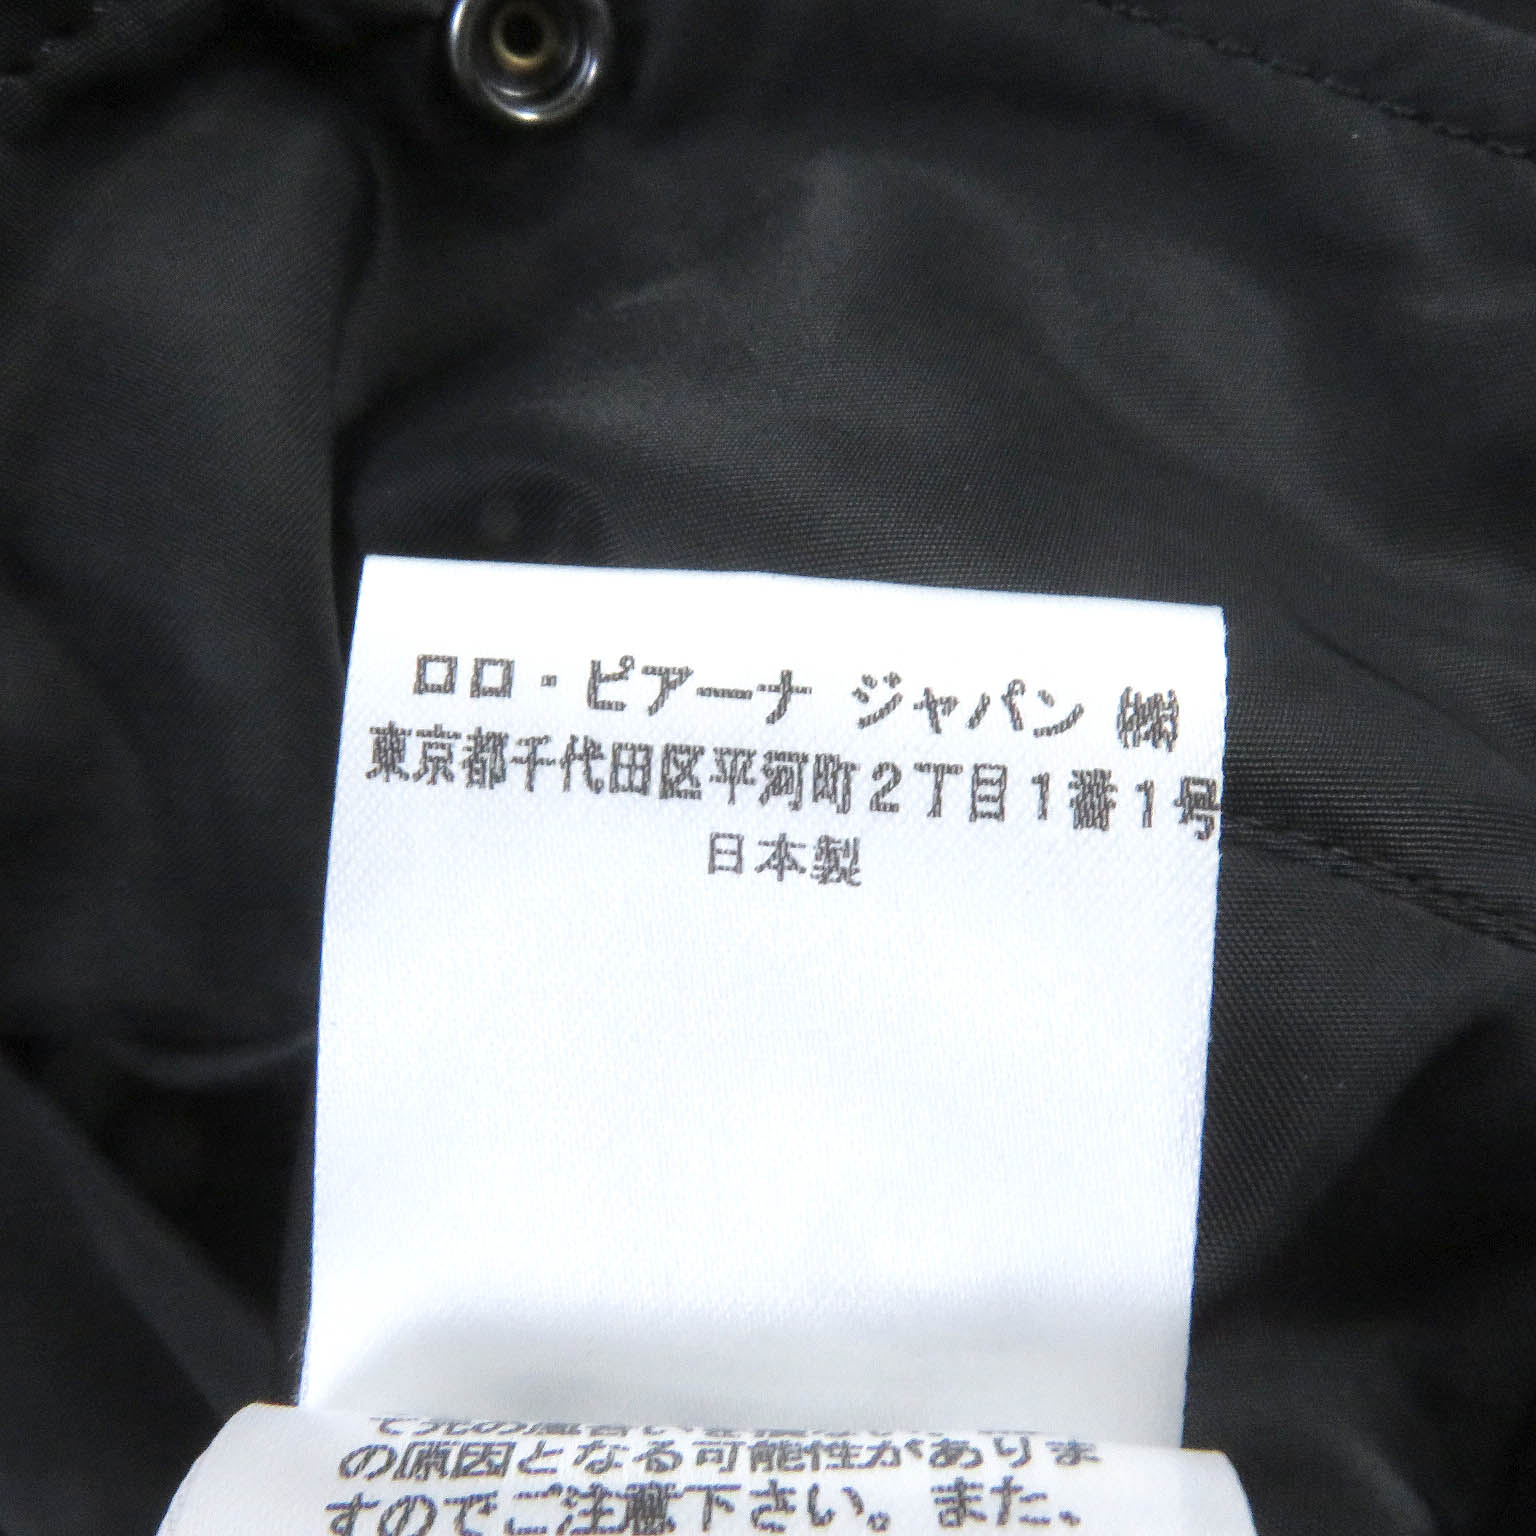 ロロ・ピアーナ ジャパン ㈱
東京都千代田区平河町２丁目１番１号
日本製
の原因となる可能性がありま
すのでご注意下さい。また、